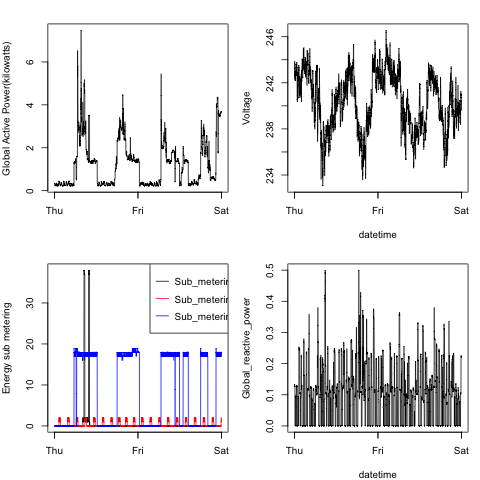 Global Active Power(kilowatts)
0 2 4 6
Thu Fri Sat
Voltage
234 238 242 246
Thu Fri Sat
datetime
Energy sub metering
0 10 20 30
Sub_meterin
Sub_meterin
Sub_meterin
Thu Fri Sat
Global_reactive_power
0.0 0.1 0.2 0.3 0.4 0.5
Thu Fri Sat
datetime